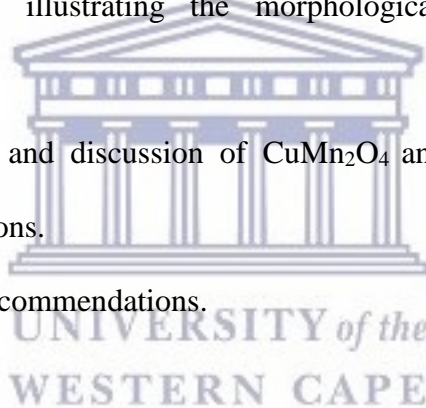 illustrating the morphologica
and discussion of CuMn₂O₄ an
ons.
commendations.
UNIVERSITY of the
WESTERN CAPE